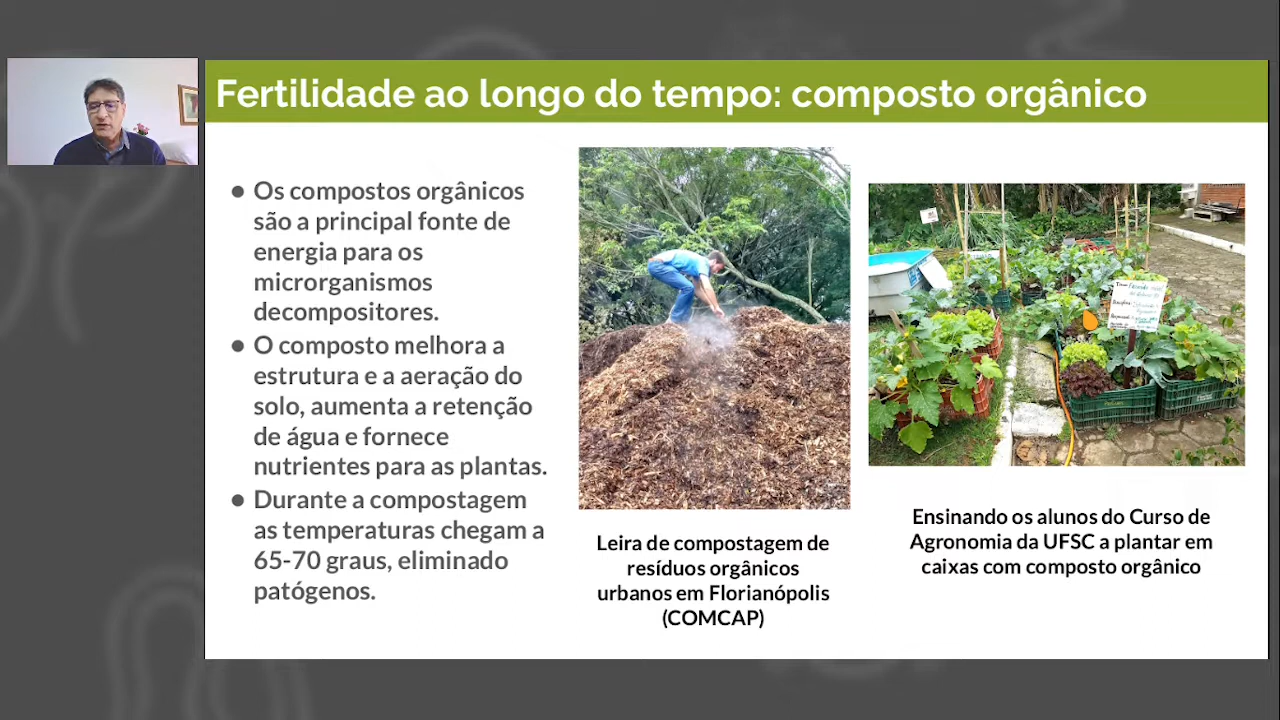 Fertilidade ao longo do tempo: composto orgânico
● Os compostos orgânicos
são a principal fonte de
energia para os
microrganismos
decompositores.
● O composto melhora a
estrutura e a aeração do
solo, aumenta a retenção
de água e fornece
nutrientes para as plantas.
● Durante a compostagem
as temperaturas chegam a
65-70 graus, eliminado
patógenos.
Leira de compostagem de
resíduos orgânicos
urbanos em Florianópolis
(COMCAP)
Ensinando os alunos do Curso de
Agronomia da UFSC a plantar em
caixas com composto orgânico